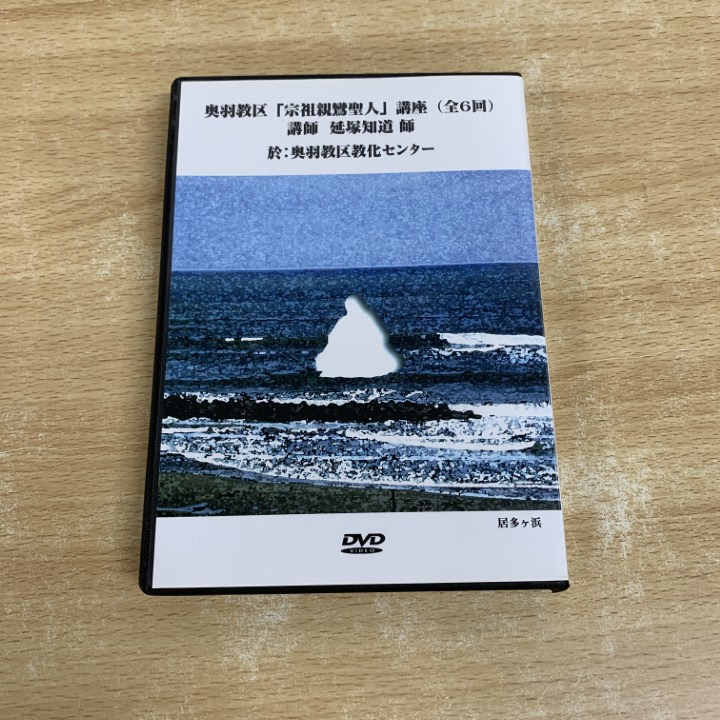 奥羽教区「宗祖親鸞聖人」講座（全6回）
講師 延塚知道 師
於：奥羽教区教化センター
居多ヶ浜
DVD
VIDEO